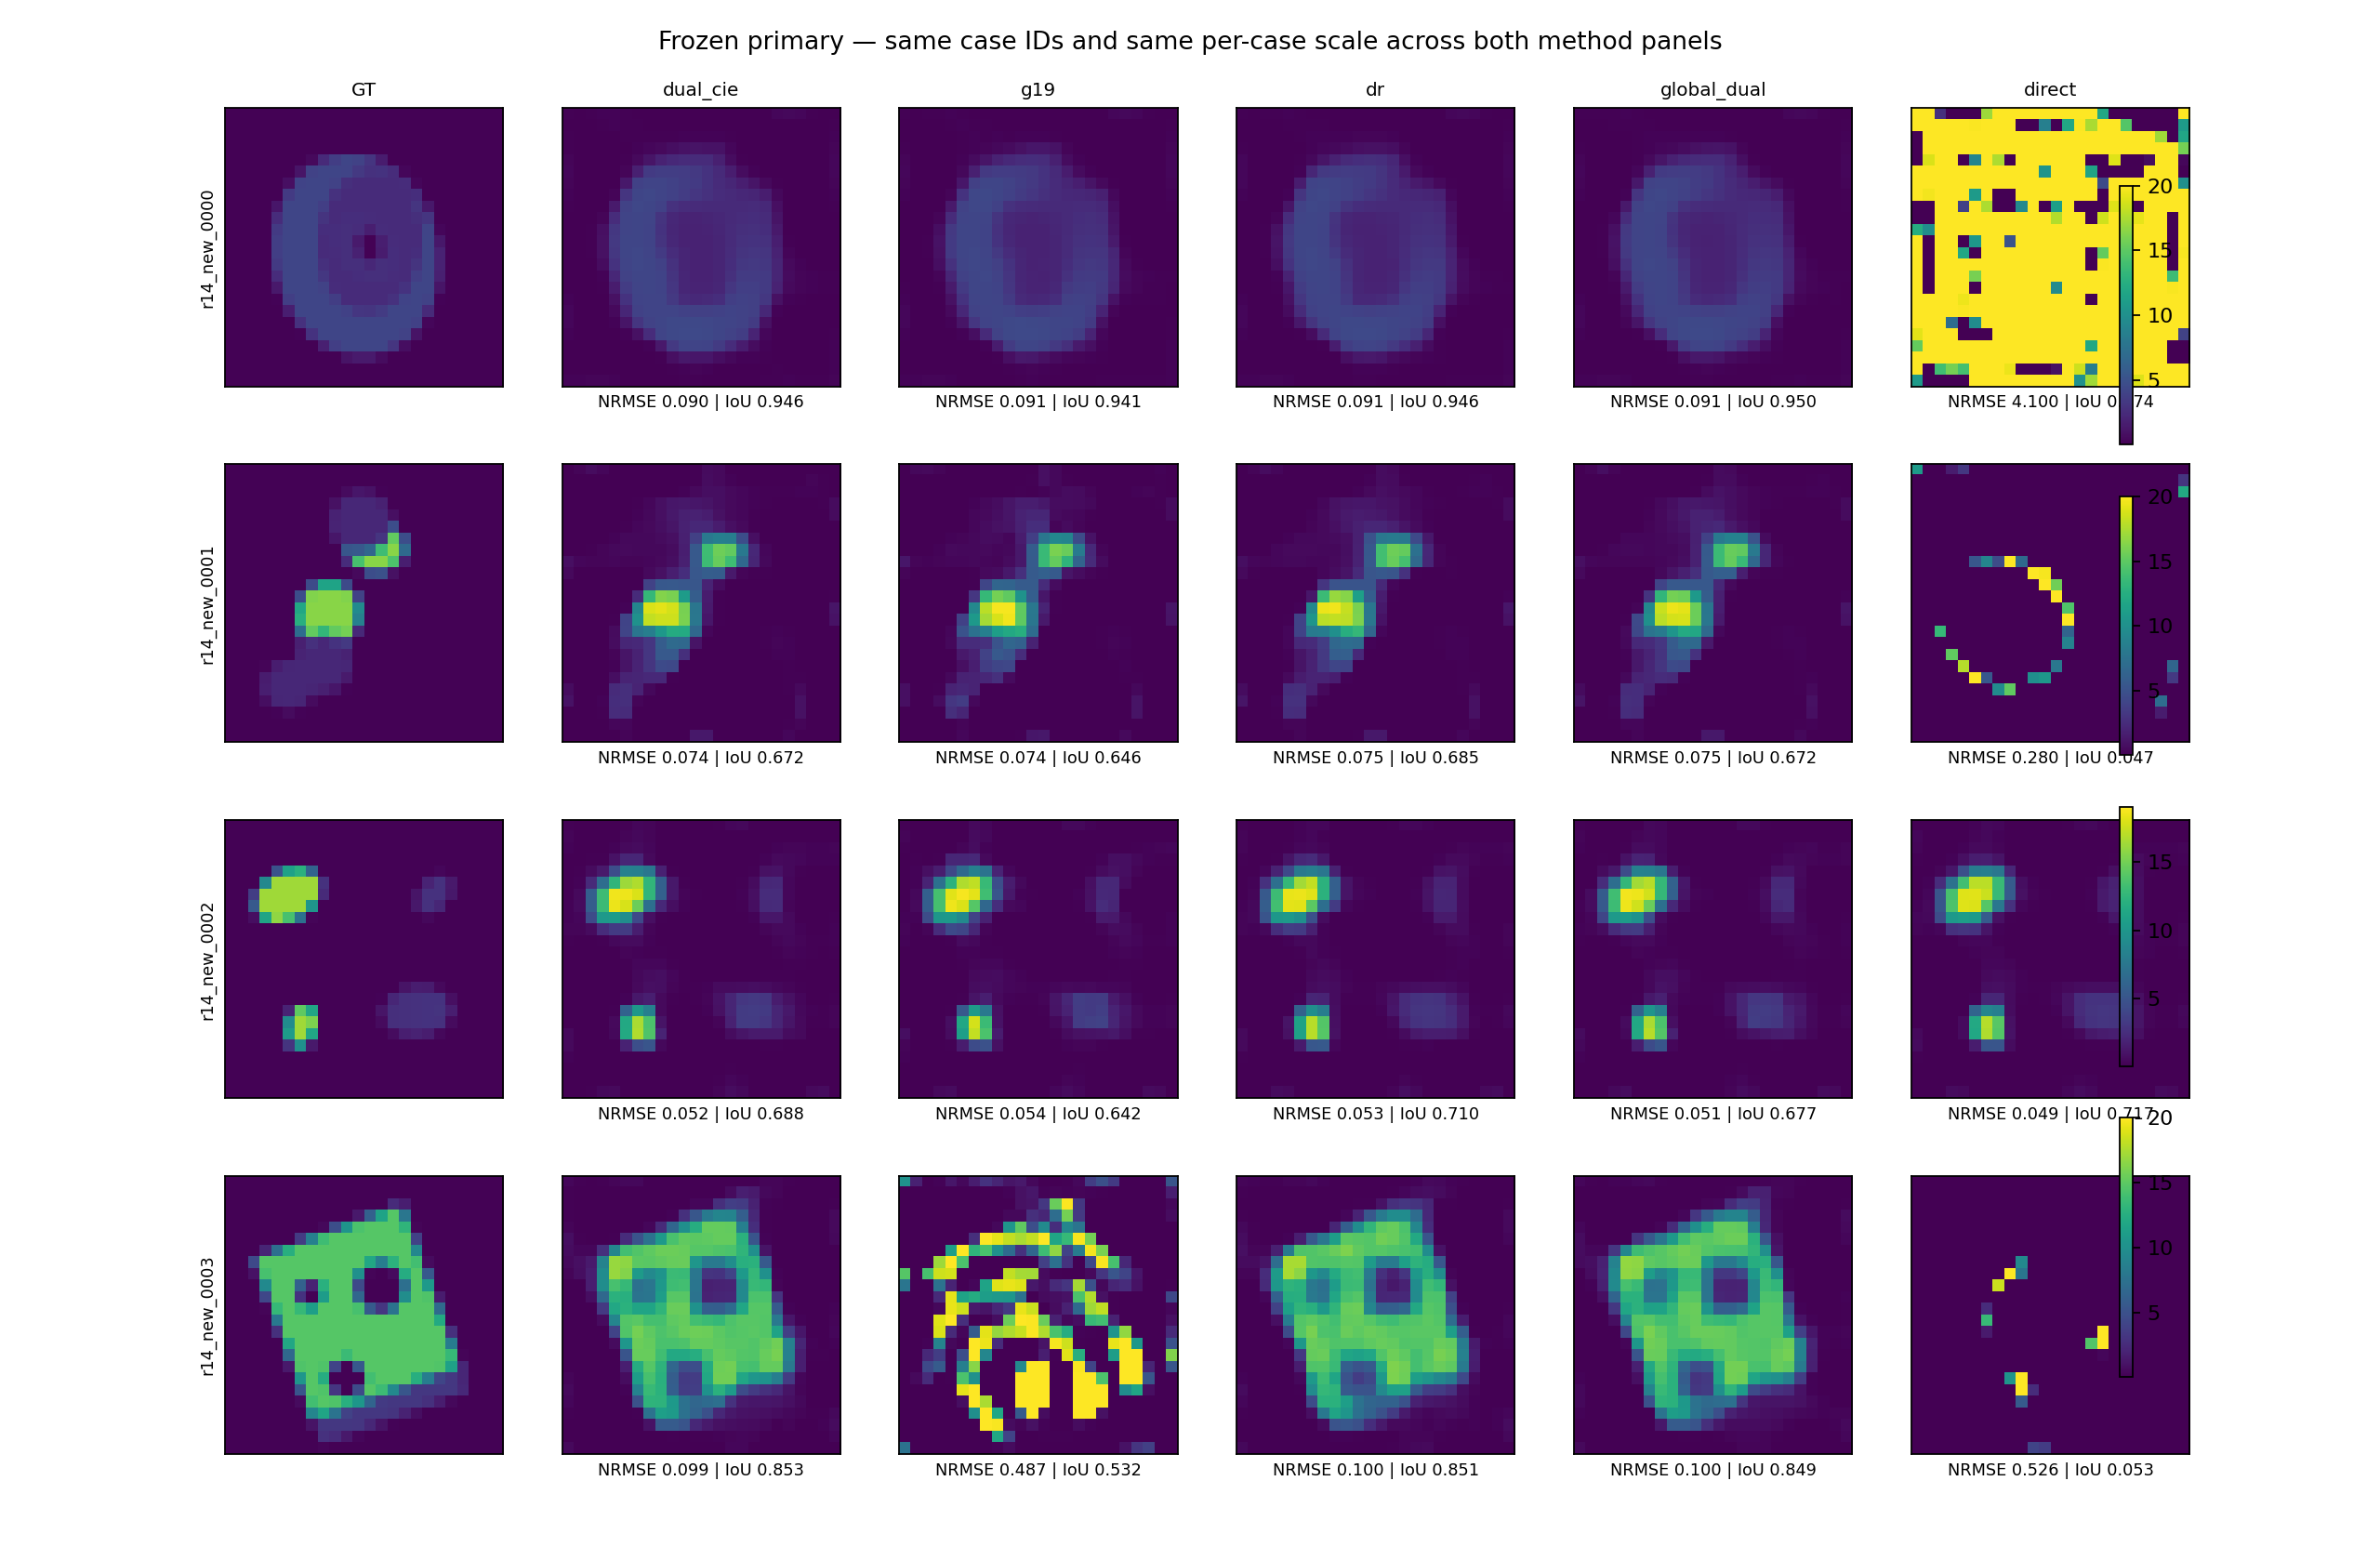 Frozen primary — same case IDs and same per-case scale across both method panels
GT dual_cie g19 dr global_dual direct
r14_new_0000
20
15
10
5
NRMSE 0.090 | IoU 0.946 NRMSE 0.091 | IoU 0.941 NRMSE 0.091 | IoU 0.946 NRMSE 0.091 | IoU 0.950 NRMSE 4.100 | IoU 74
r14_new_0001
20
15
10
5
NRMSE 0.074 | IoU 0.672 NRMSE 0.074 | IoU 0.646 NRMSE 0.075 | IoU 0.685 NRMSE 0.075 | IoU 0.672 NRMSE 0.280 | IoU 0.047
r14_new_0002
15
10
5
NRMSE 0.052 | IoU 0.688 NRMSE 0.054 | IoU 0.642 NRMSE 0.053 | IoU 0.710 NRMSE 0.051 | IoU 0.677 NRMSE 0.049 | IoU 0.717
r14_new_0003
20
15
10
5
NRMSE 0.099 | IoU 0.853 NRMSE 0.487 | IoU 0.532 NRMSE 0.100 | IoU 0.851 NRMSE 0.100 | IoU 0.849 NRMSE 0.526 | IoU 0.053